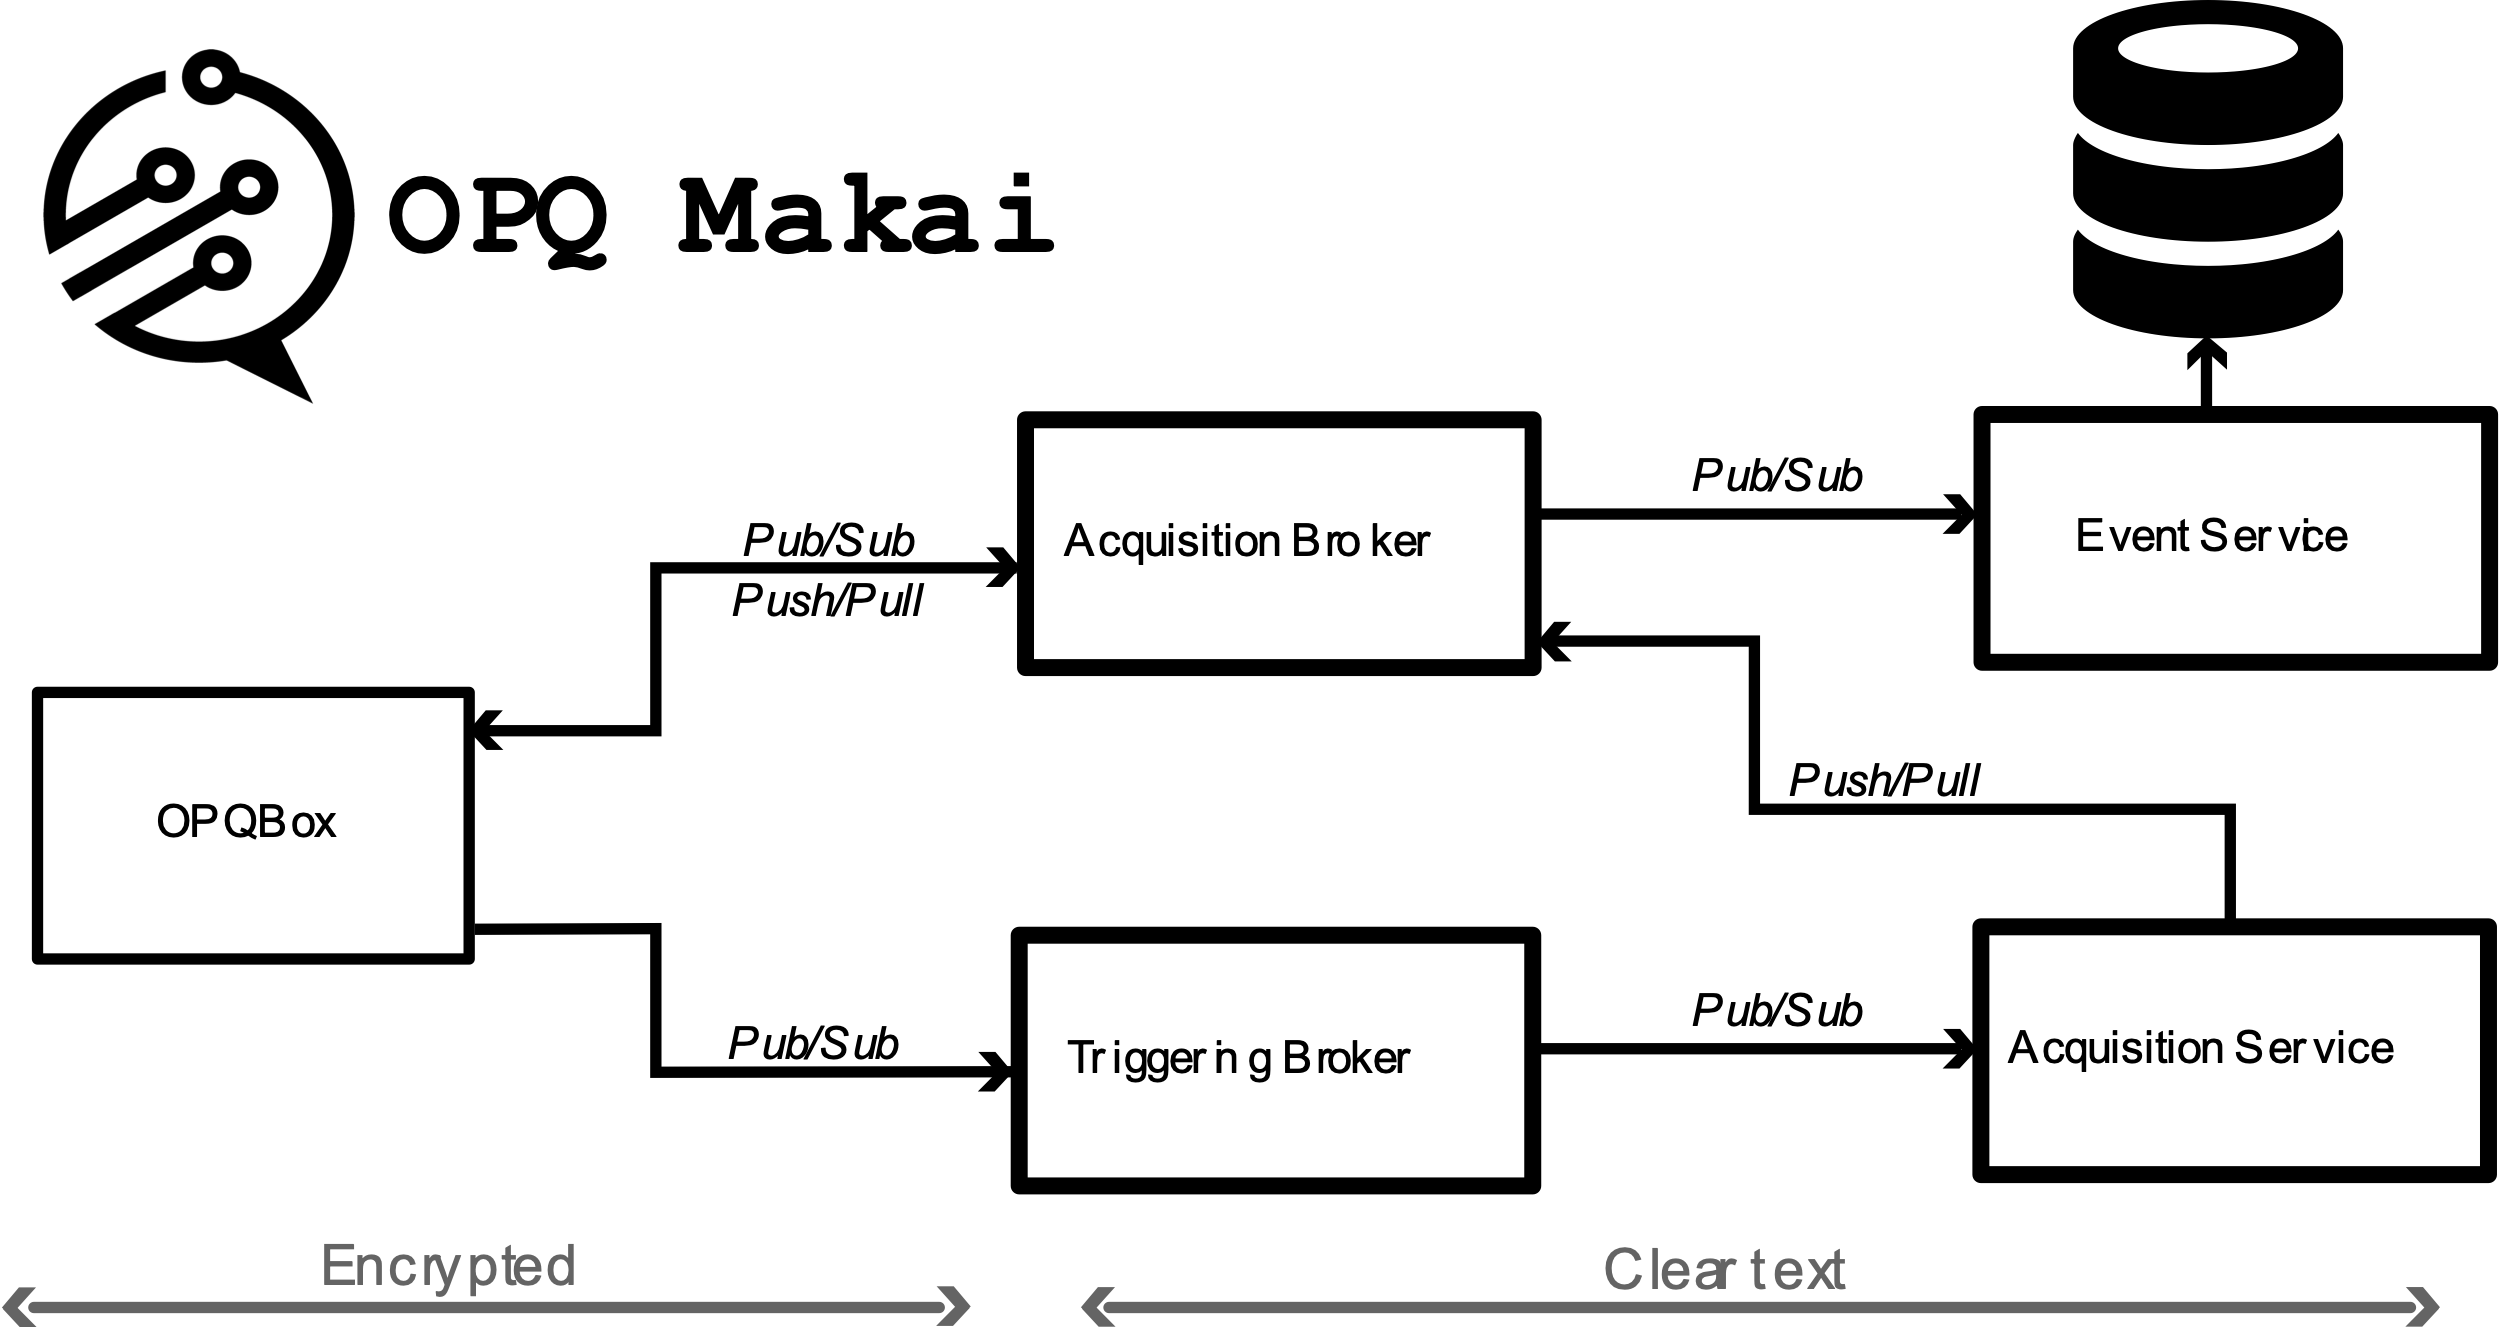 OPQ Makai
Pub/Sub
Pub/Sub
Push/Pull
Acquisition Broker
Event Service
Push/Pull
OPQBox
Pub/Sub
Pub/Sub
Triggering Broker
Acquisition Service
Encrypted
Clear text